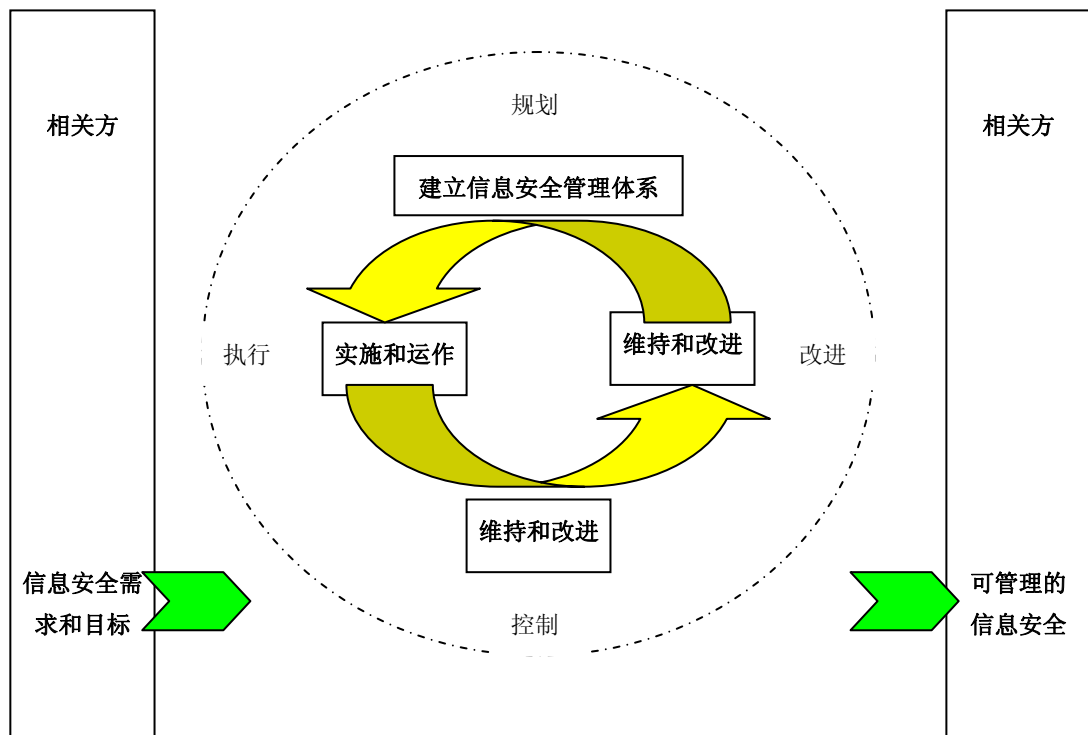 规划
相关方
相关方
建立信息安全管理体系
执行
实施和运作
维持和改进
改进
维持和改进
信息安全需
求和目标
控制
可管理的
信息安全